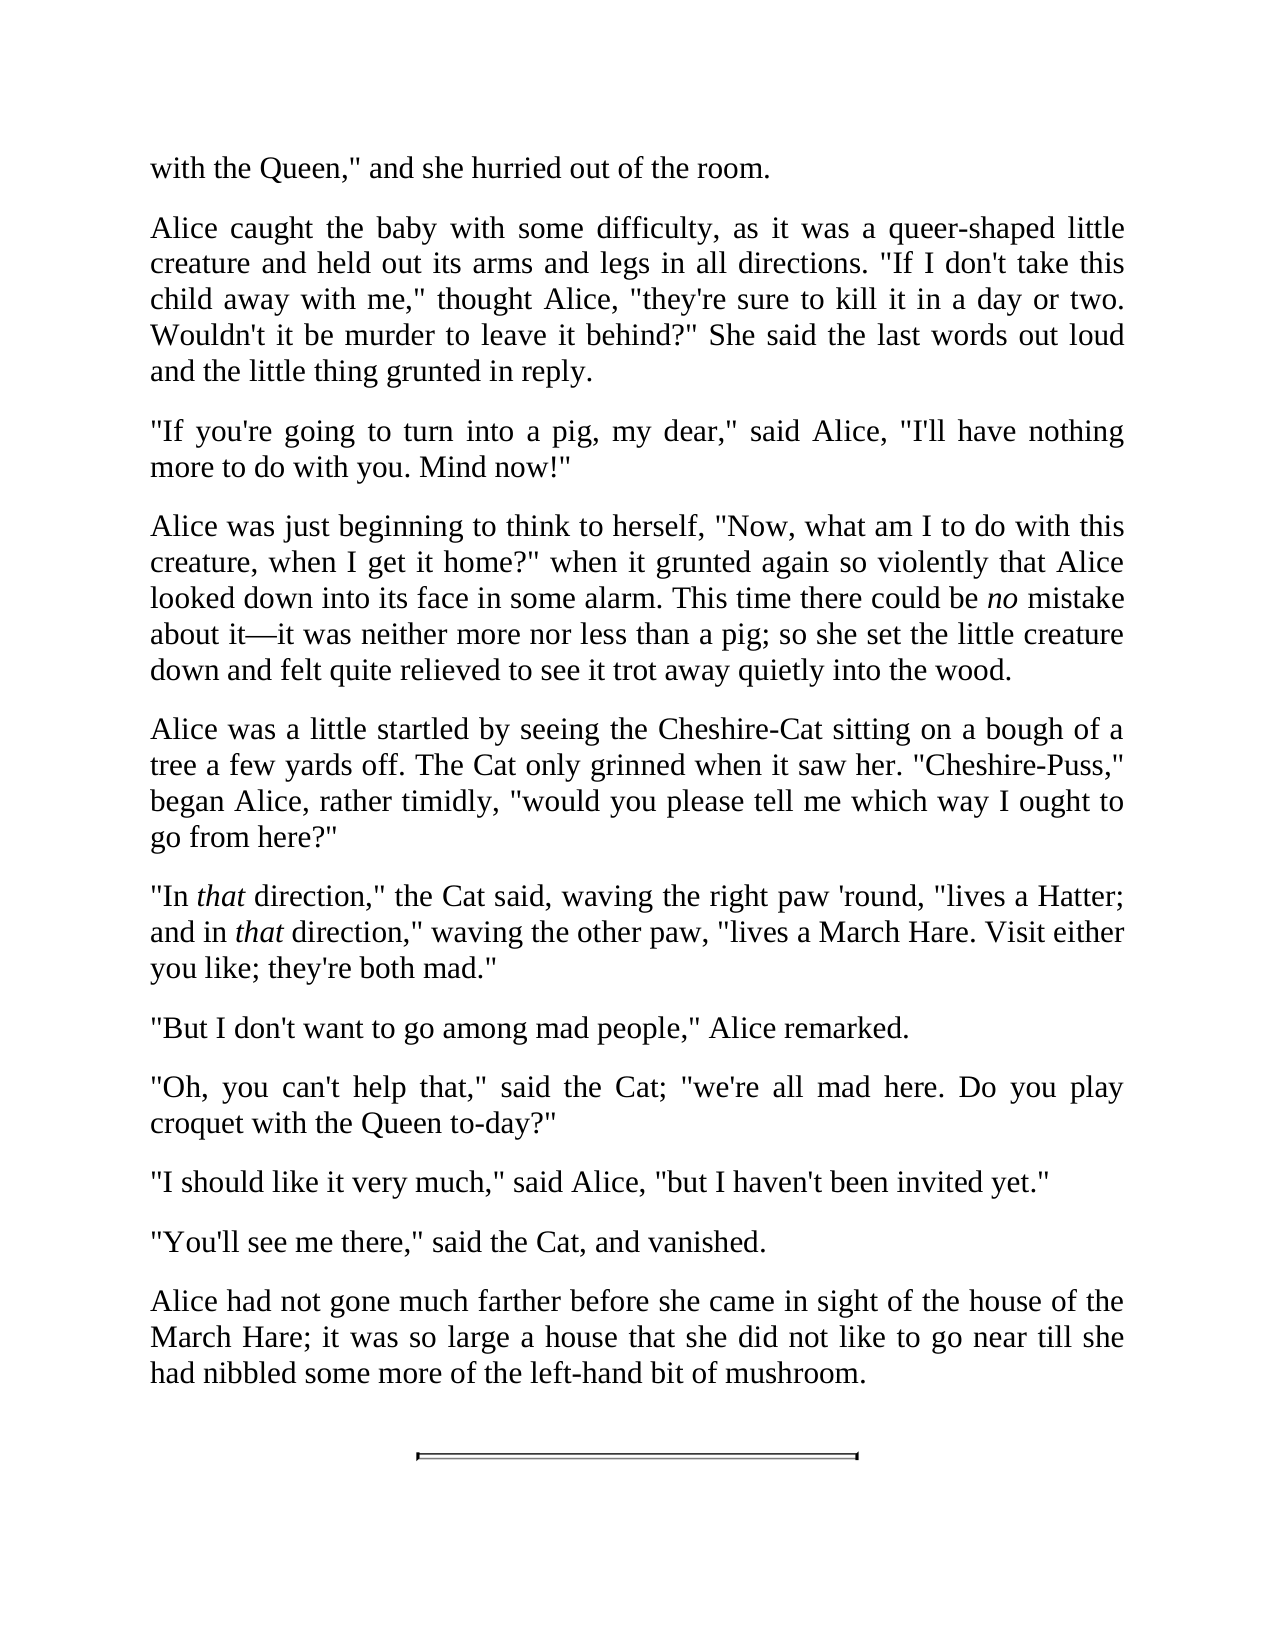 with the Queen," and she hurried out of the room.
Alice caught the baby with some difficulty, as it was a queer-shaped little
creature and held out its arms and legs in all directions. "If I don't take this
child away with me," thought Alice, "they're sure to kill it in a day or two.
Wouldn't it be murder to leave it behind?" She said the last words out loud
and the little thing grunted in reply.
"If you're going to turn into a pig, my dear," said Alice, "I'll have nothing
more to do with you. Mind now!"
Alice was just beginning to think to herself, "Now, what am I to do with this
creature, when I get it home?" when it grunted again so violently that Alice
looked down into its face in some alarm. This time there could be no mistake
about it—it was neither more nor less than a pig; so she set the little creature
down and felt quite relieved to see it trot away quietly into the wood.
Alice was a little startled by seeing the Cheshire-Cat sitting on a bough of a
tree a few yards off. The Cat only grinned when it saw her. "Cheshire-Puss,"
began Alice, rather timidly, "would you please tell me which way I ought to
go from here?"
"In that direction," the Cat said, waving the right paw 'round, "lives a Hatter;
and in that direction," waving the other paw, "lives a March Hare. Visit either
you like; they're both mad."
"But I don't want to go among mad people," Alice remarked.
"Oh, you can't help that," said the Cat; "we're all mad here. Do you play
croquet with the Queen to-day?"
"I should like it very much," said Alice, "but I haven't been invited yet."
"You'll see me there," said the Cat, and vanished.
Alice had not gone much farther before she came in sight of the house of the
March Hare; it was so large a house that she did not like to go near till she
had nibbled some more of the left-hand bit of mushroom.